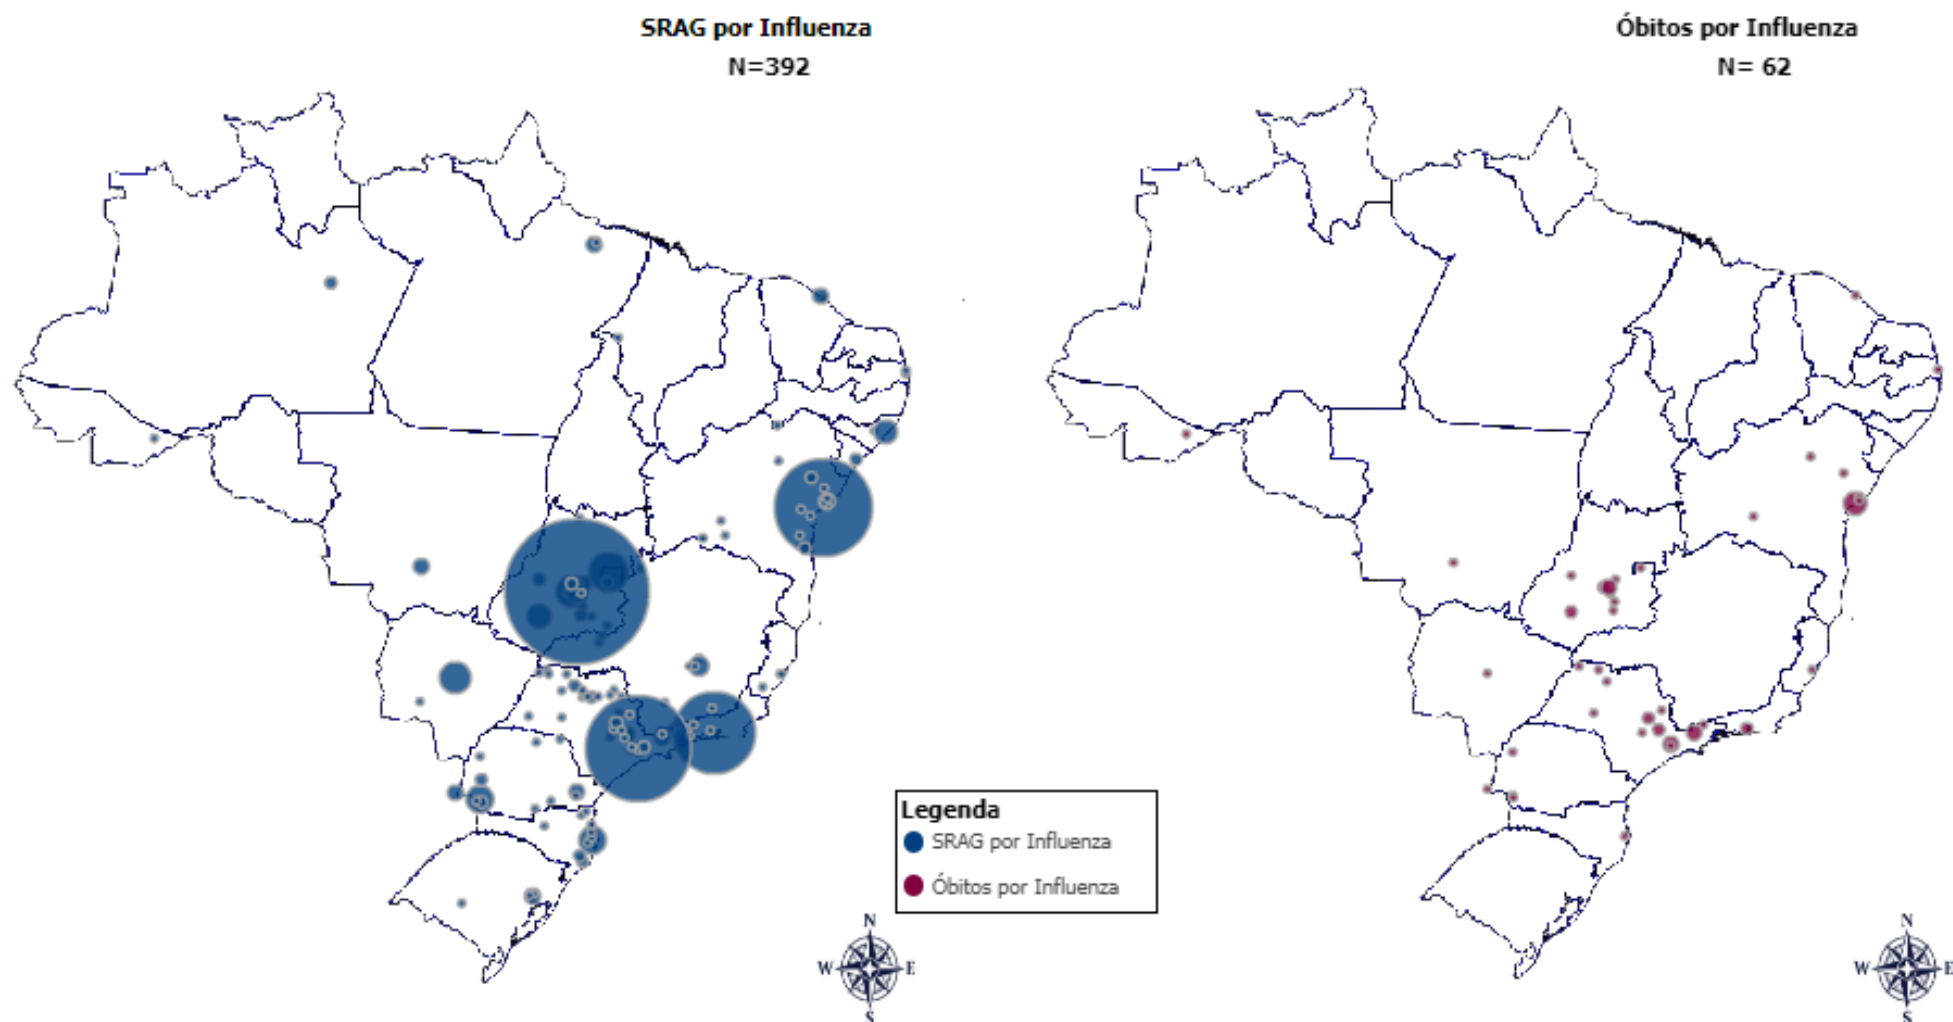 SRAG por Influenza
N=392
Óbitos por Influenza
N= 62
Legenda
SRAG por Influenza
Óbitos por Influenza
N
W E
S
N
W E
S